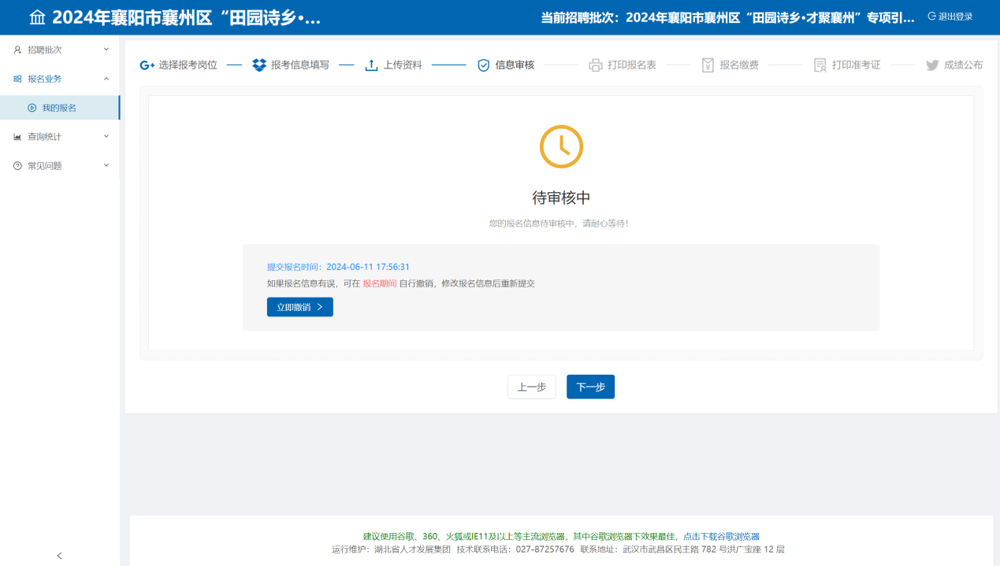 2024年襄阳市襄州区“田园诗乡•...
当前招聘批次：2024年襄阳市襄州区“田园诗乡•才聚襄州”专项引...
退出登录
招聘批次
报名业务
我的报名
查询统计
常见问题
选择报考岗位
报考信息填写
上传资料
信息审核
打印报名表
报名缴费
打印准考证
成绩公布
待审核中
您的报名信息待审核中，请耐心等待！
提交报名时间：2024-06-11 17:56:31
如果报名信息有误，可在 报名期间 自行撤销，修改报名信息后重新提交
立即撤销
上一步
下一步
建议使用谷歌、360、火狐或IE11及以上等主流浏览器，其中谷歌浏览器下效果最佳，点击下载谷歌浏览器
运行维护：湖北省人才发展集团 技术联系电话：027-87257676 联系地址：武汉市武昌区民主路 782 号洪广宝座 12 层